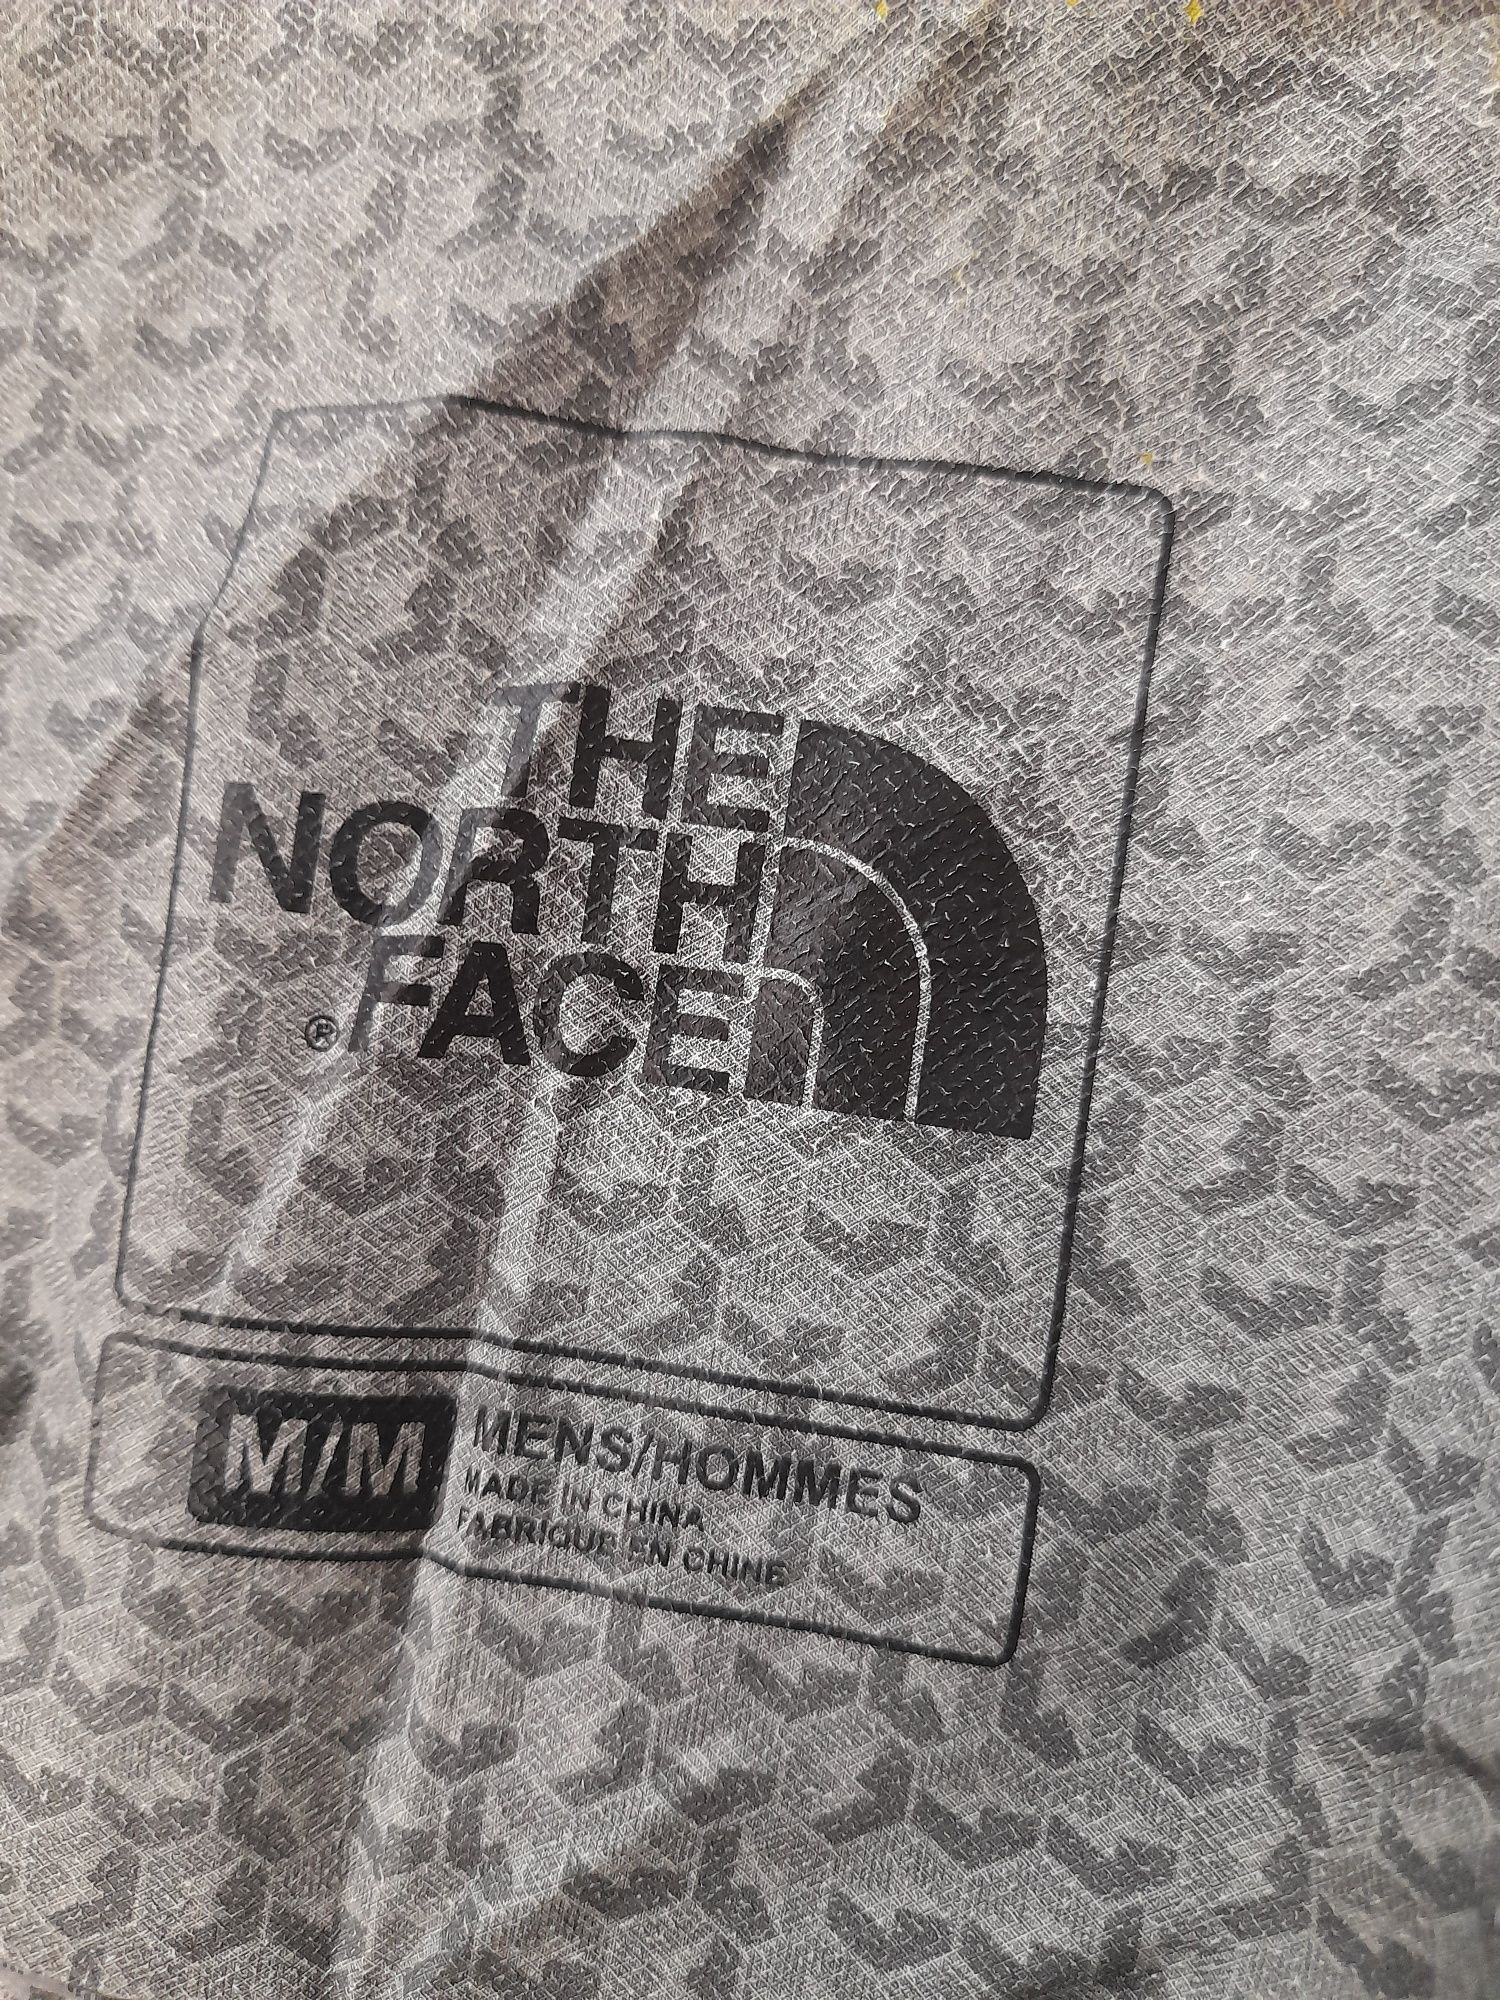 THE
NORTH
FACE
®
M/M
MENS/HOMMES
MADE IN CHINA
FABRIQUE EN CHINE